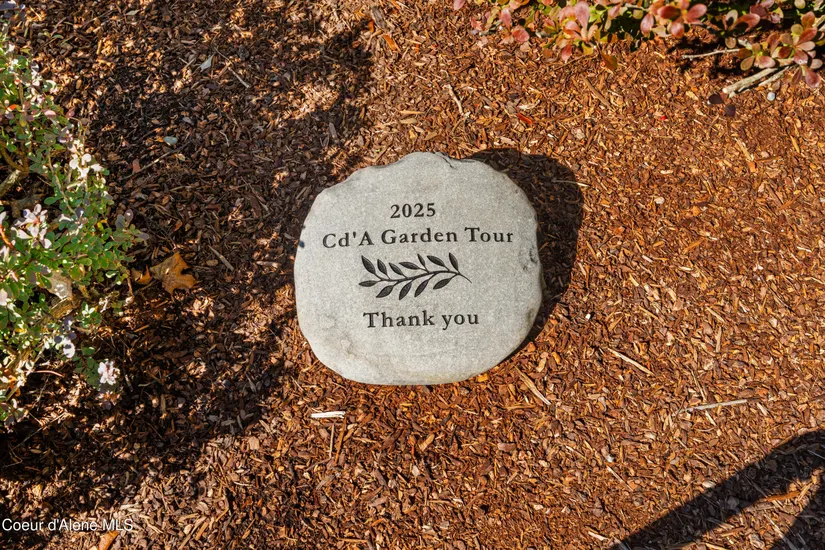 2025
Cd'A Garden Tour
Thank you
Coeur d'Alene MLS